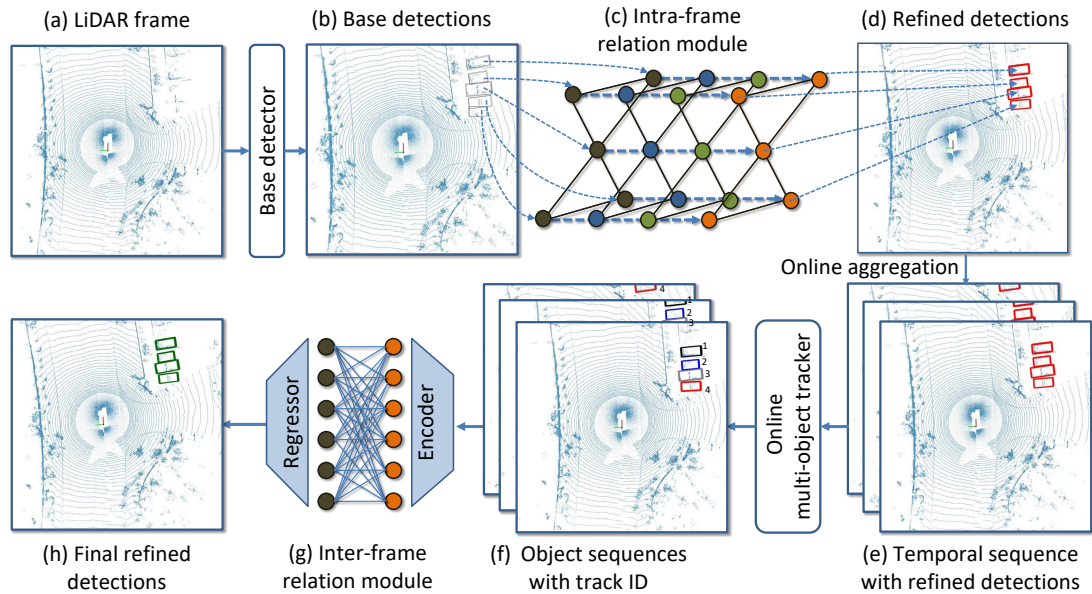 (a) LiDAR frame
(b) Base detections
(c) Intra-frame
relation module
(d) Refined detections
Base detector
Online aggregation
4
1
2
3
1
2
3
4
Regressor
Encoder
Online
multi-object tracker
(h) Final refined
detections
(g) Inter-frame
relation module
(f) Object sequences
with track ID
(e) Temporal sequence
with refined detections